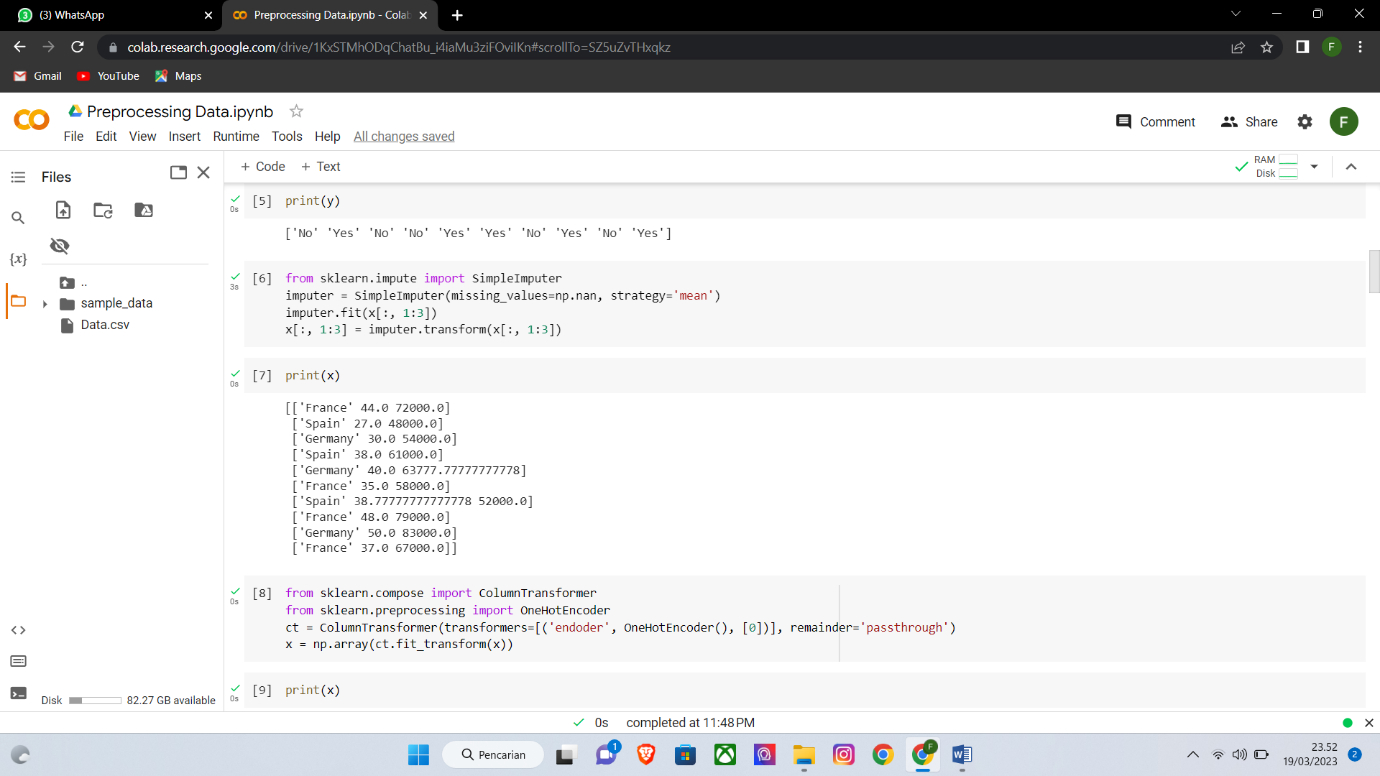 (3) WhatsApp
Preprocessing Data.ipynb - Colab
colab.research.google.com/drive/1KxSTMhODqChatBu_i4iaMu3ziFOvilKn#scrollTo=SZ5uZvTHxqkz
F
Gmail YouTube Maps
Preprocessing Data.ipynb
File Edit View Insert Runtime Tools Help All changes saved
Comment Share F
Files
+ Code + Text
RAM
Disk
{x}
..
sample_data
Data.csv
0s [5] print(y)
['No' 'Yes' 'No' 'No' 'Yes' 'Yes' 'No' 'Yes' 'No' 'Yes']
3s [6] from sklearn.impute import SimpleImputer
imputer = SimpleImputer(missing_values=np.nan, strategy='mean')
imputer.fit(x[:, 1:3])
x[:, 1:3] = imputer.transform(x[:, 1:3])
0s [7] print(x)
[['France' 44.0 72000.0]
['Spain' 27.0 48000.0]
['Germany' 30.0 54000.0]
['Spain' 38.0 61000.0]
['Germany' 40.0 63777.77777777778]
['France' 35.0 58000.0]
['Spain' 38.77777777777778 52000.0]
['France' 48.0 79000.0]
['Germany' 50.0 83000.0]
['France' 37.0 67000.0]]
0s [8] from sklearn.compose import ColumnTransformer
from sklearn.preprocessing import OneHotEncoder
ct = ColumnTransformer(transformers=[('endoder', OneHotEncoder(), [0])], remainder='passthrough')
x = np.array(ct.fit_transform(x))
0s [9] print(x)
Disk 82.27 GB available
0s completed at 11:48 PM
Pencarian
1
F
23.52
19/03/2023
2